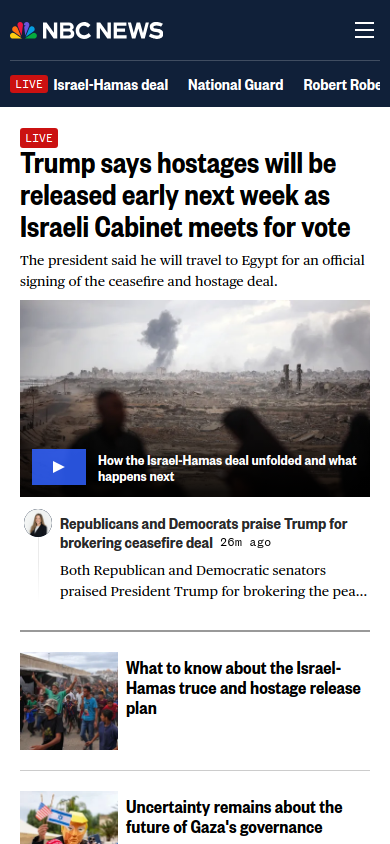 NBC NEWS
LIVE Israel-Hamas deal National Guard Robert Robe
LIVE
Trump says hostages will be
released early next week as
Israeli Cabinet meets for vote
The president said he will travel to Egypt for an official
signing of the ceasefire and hostage deal.
How the Israel-Hamas deal unfolded and what
happens next
Republicans and Democrats praise Trump for
brokering ceasefire deal 26m ago
Both Republican and Democratic senators
praised President Trump for brokering the pea...
What to know about the Israel-
Hamas truce and hostage release
plan
Uncertainty remains about the
future of Gaza's governance